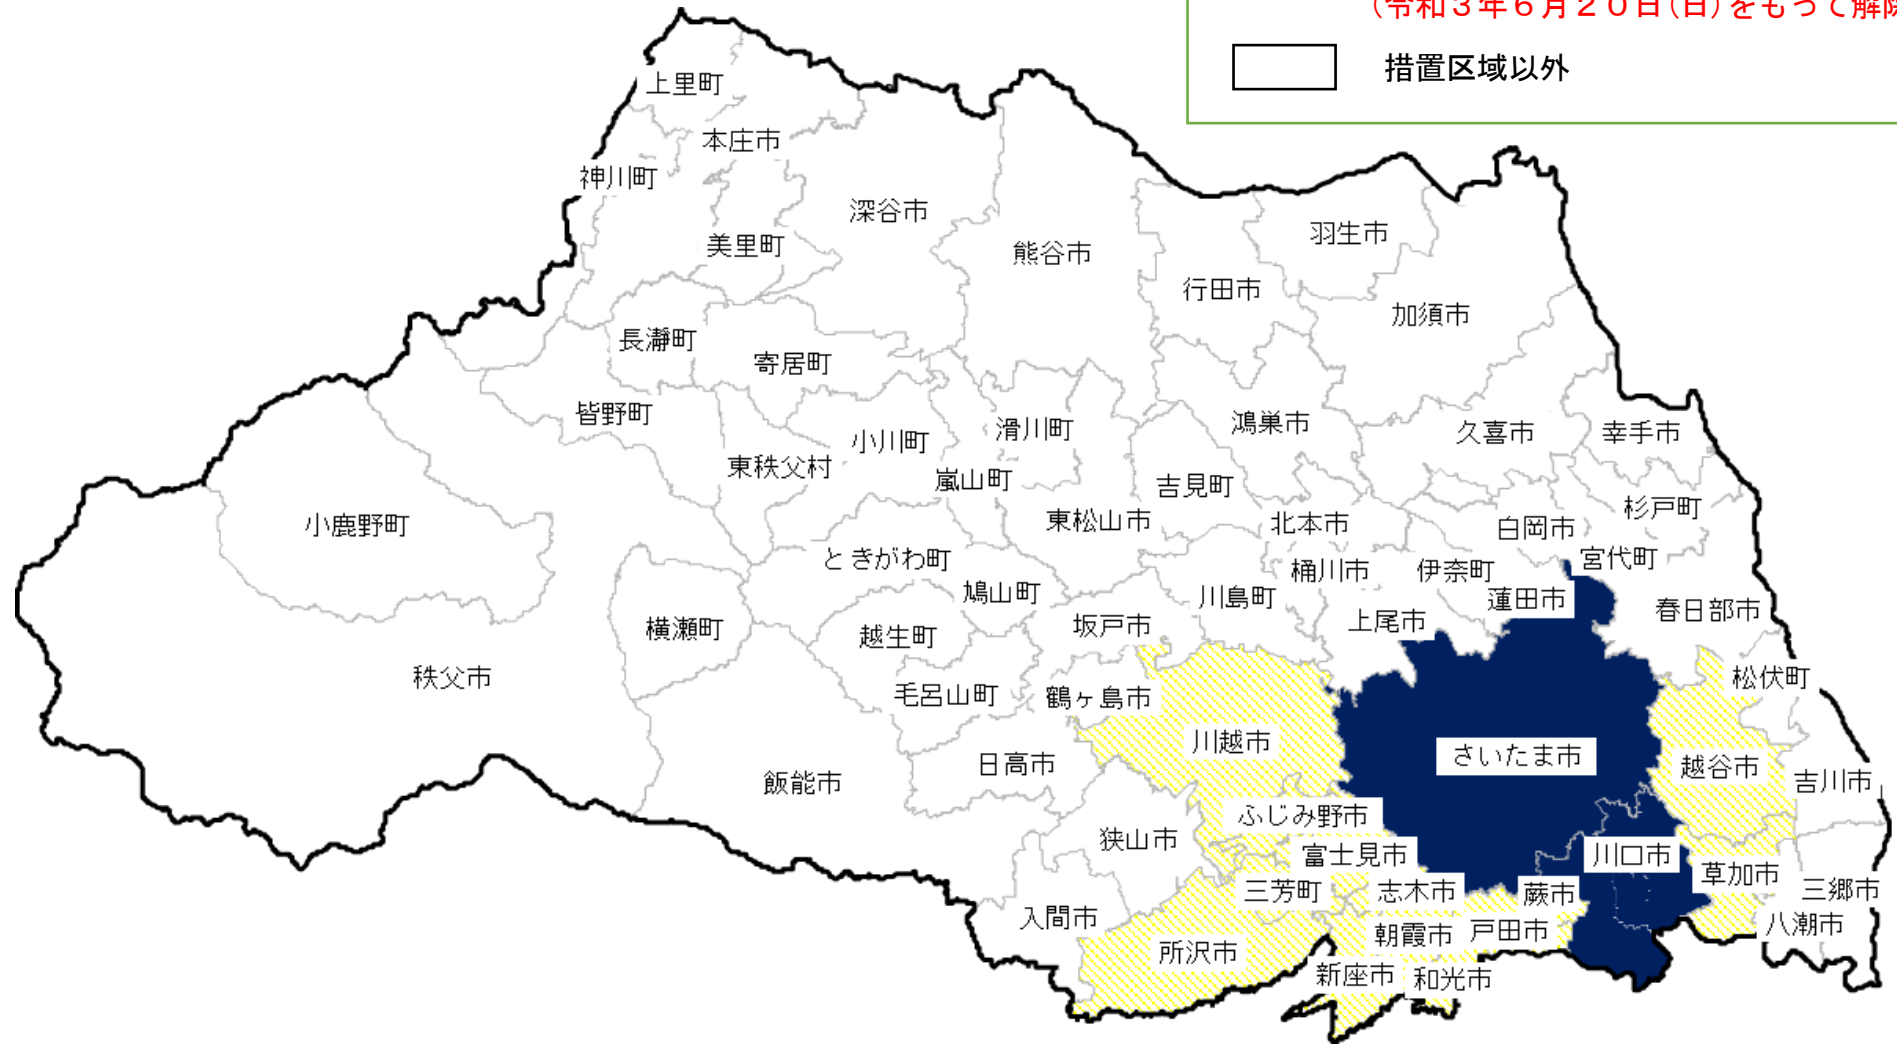 (令和３年６月２０日(日)をもって解除
措置区域以外
上里町
本庄市
神川町
深谷市
美里町
熊谷市
羽生市
行田市
加須市
長瀞町
寄居町
皆野町
小川町
滑川町
鴻巣市
久喜市
幸手市
東秩父村
嵐山町
吉見町
杉戸町
小鹿野町
東松山市
北本市
白岡市
ときがわ町
宮代町
桶川市
伊奈町
鳩山町
川島町
蓮田市
春日部市
横瀬町
越生町
坂戸市
上尾市
秩父市
松伏町
毛呂山町
鶴ヶ島市
川越市
さいたま市
日高市
越谷市
飯能市
吉川市
ふじみ野市
狭山市
富士見市
川口市
草加市
三芳町
志木市
蕨市
三郷市
入間市
八潮市
朝霞市
戸田市
所沢市
新座市
和光市